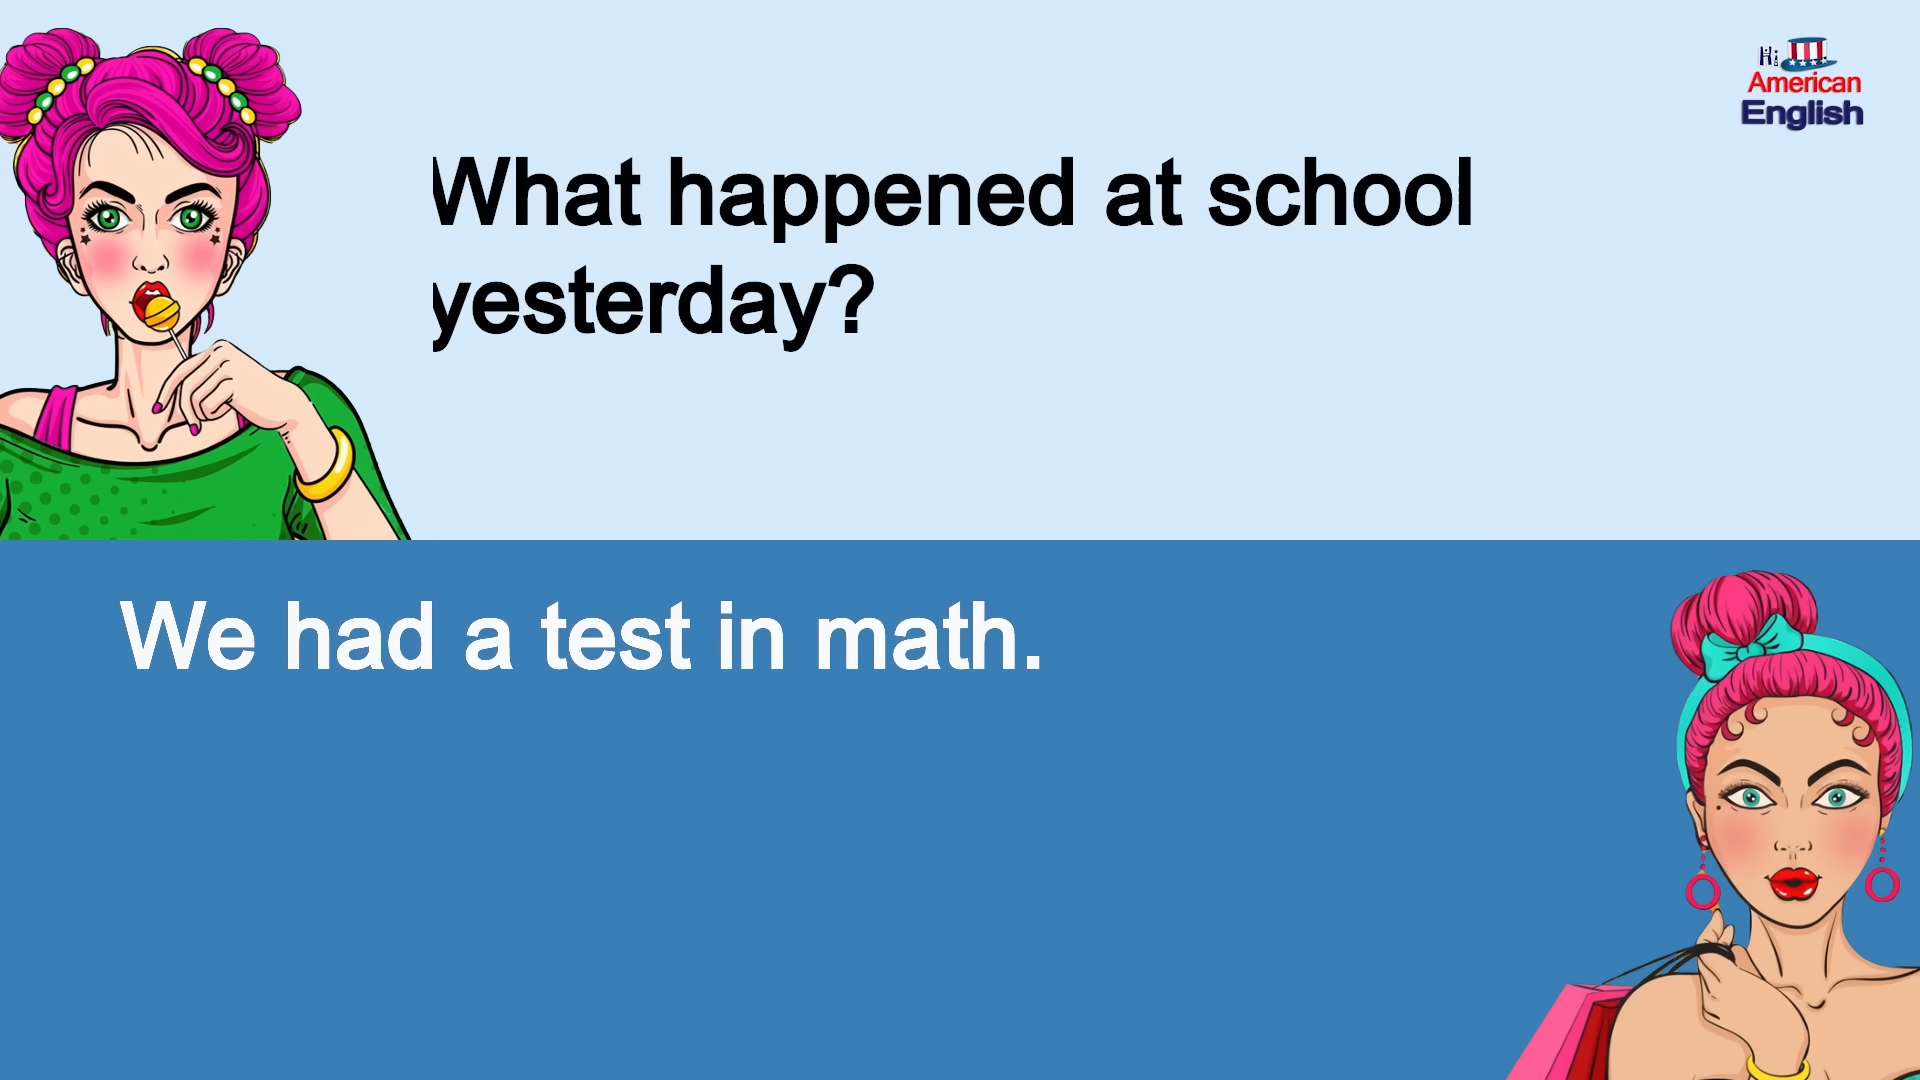 Hi
American
English
What happened at school
yesterday?
We had a test in math.